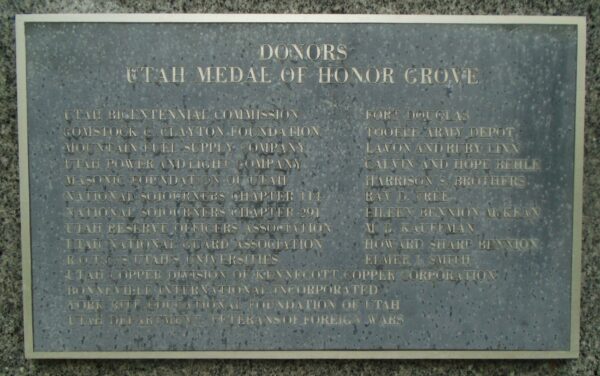 DONORS
UTAH MEDAL OF HONOR GROVE
UTAH BICENTENNIAL COMMISSION
COMSTOCK C. CLAYTON FOUNDATION
MOUNTAIN FUEL SUPPLY COMPANY
UTAH POWER AND LIGHT COMPANY
MASONIC FOUNDATION OF UTAH
NATIONAL SOJOURNERS CHAPTER
NATIONAL SOJOURNERS CHAPTER 291
UTAH RESERVE OFFICERS ASSOCIATION
UTAH NATIONAL GUARD ASSOCIATION
R.O.T.C.'S UTAH'S UNIVERSITIES
UTAH COPPER DIVISION OF KENNECOTT COPPER CORPORATION
BONNEVILLE INTERNATIONAL INCORPORATED
YORK RITE EDUCATIONAL FOUNDATION OF UTAH
UTAH DEPARTMENT, VETERANS OF FOREIGN WARS
FORT DOUGLAS
TOOELE ARMY DEPOT
LAVON AND RUBY LINX
CALVIN AND HOPE BEHLE
HARRISON S. BROTHERS
RAY D. FREE
EILEEN BENNION McKEAN
M. L. KAUFFMAN
HOWARD SHARP BENNION
ELMER J. SMITH